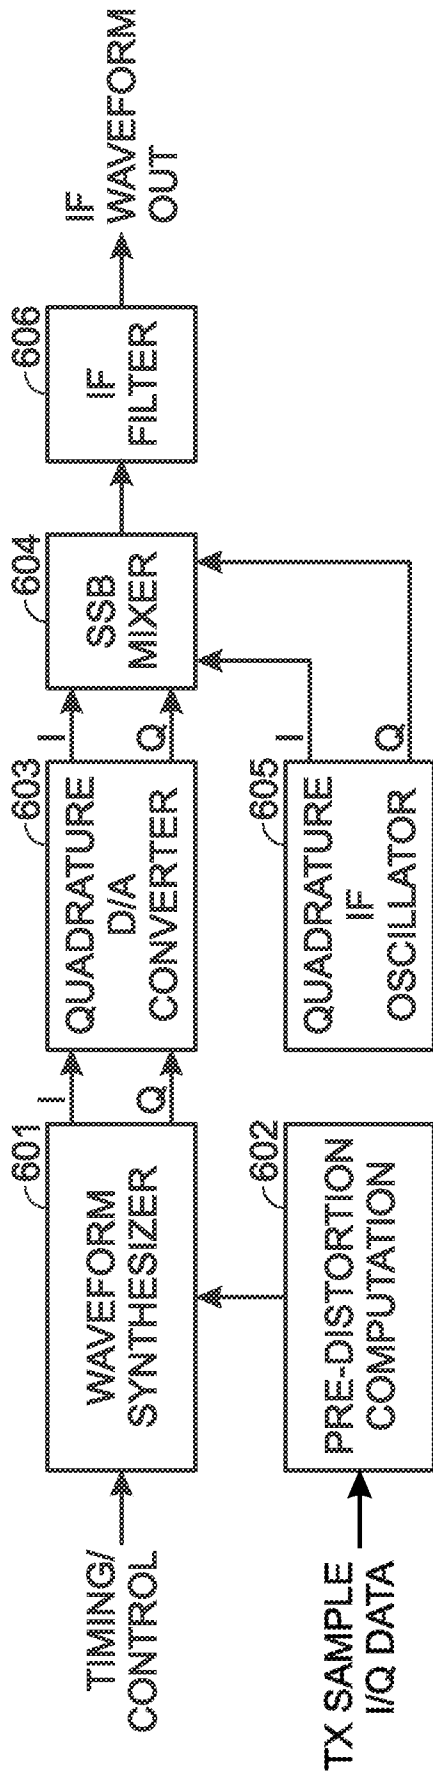 TIMING/
CONTROL
601
WAVEFORM
SYNTHESIZER
I
Q
603
QUADRATURE
D/A
CONVERTER
I
Q
604
SSB
MIXER
606
IF
FILTER
IF
WAVEFORM
OUT
TX SAMPLE
I/Q DATA
602
PRE-DISTORTION
COMPUTATION
605
QUADRATURE
IF
OSCILLATOR
I
Q